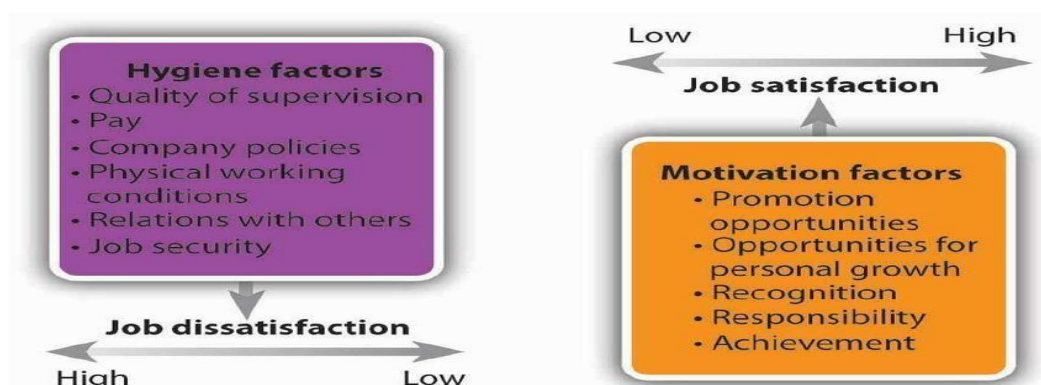 Hygiene factors
• Quality of supervision
• Pay
• Company policies
• Physical working
conditions
• Relations with others
• Job security
Job dissatisfaction
High Low
Low High
Job satisfaction
Motivation factors
• Promotion
opportunities
• Opportunities for
personal growth
• Recognition
• Responsibility
• Achievement